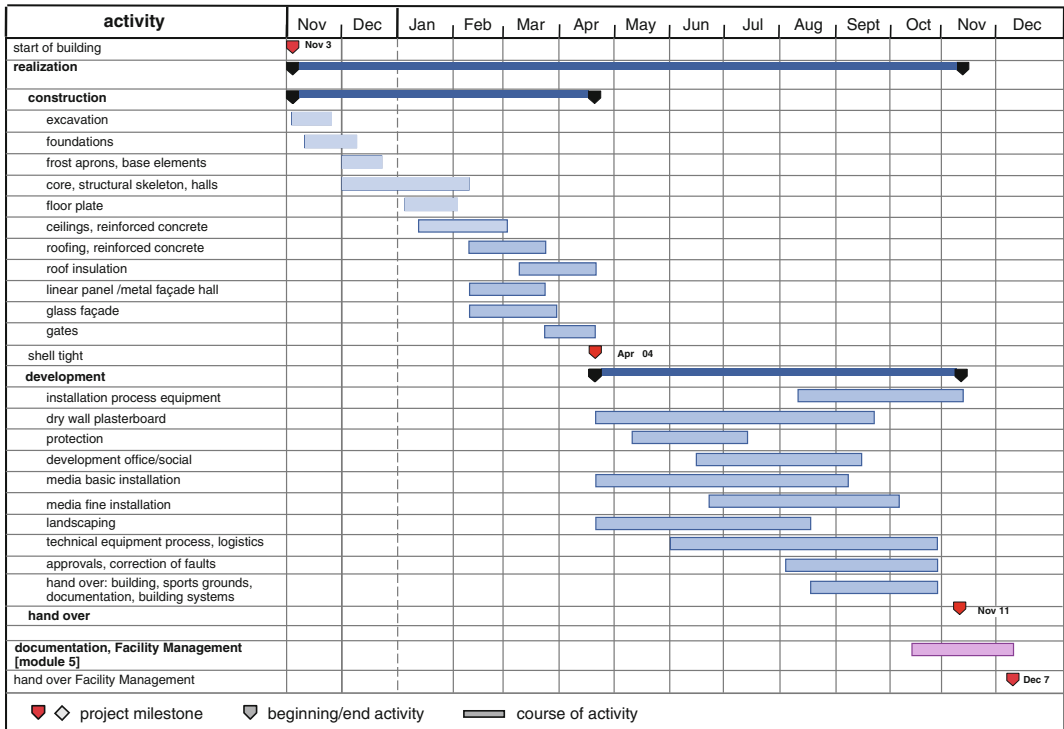 activity Nov Dec Jan Feb Mar Apr May Jun Jul Aug Sept Oct Nov Dec
start of building Nov 3
realization
construction
excavation
foundations
frost aprons, base elements
core, structural skeleton, halls
floor plate
ceilings, reinforced concrete
roofing, reinforced concrete
roof insulation
linear panel /metal façade hall
glass façade
gates
shell tight Apr 04
development
installation process equipment
dry wall plasterboard
protection
development office/social
media basic installation
media fine installation
landscaping
technical equipment process, logistics
approvals, correction of faults
hand over: building, sports grounds,
documentation, building systems
hand over Nov 11
documentation, Facility Management
[module 5]
hand over Facility Management Dec 7
project milestone beginning/end activity course of activity